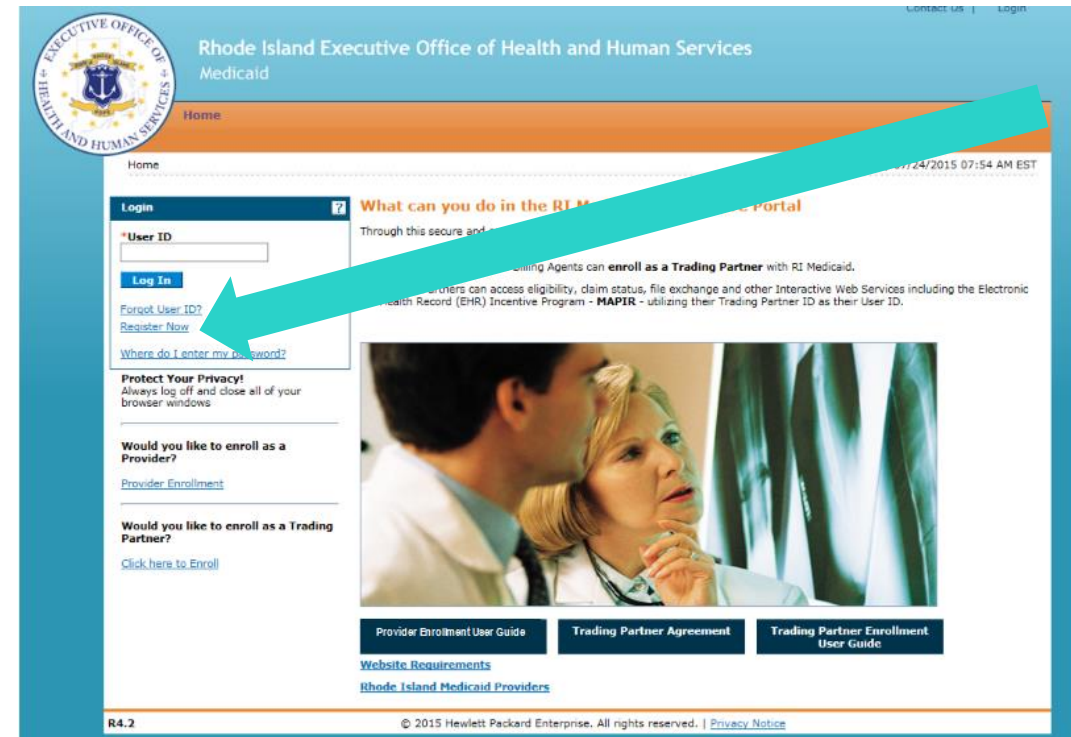 Contact Us | Login
EXECUTIVE OFFICE OF HEALTH AND HUMAN SERVICES
Rhode Island Executive Office of Health and Human Services
Medicaid
Home
Home
/24/2015 07:54 AM EST
Login
?
What can you do in the RI Portal
*User ID
Through this secure and
Log In
Agents can enroll as a Trading Partner with RI Medicaid.
can access eligibility, claim status, file exchange and other Interactive Web Services including the Electronic
Record (EHR) Incentive Program - MAPIR - utilizing their Trading Partner ID as their User ID.
Forgot User ID?
Register Now
Where do I enter my password?
Protect Your Privacy!
Always log off and close all of your
browser windows
Would you like to enroll as a
Provider?
Provider Enrollment
Would you like to enroll as a Trading
Partner?
Click here to Enroll
Provider Enrollment User Guide
Trading Partner Agreement
Trading Partner Enrollment
User Guide
Website Requirements
Rhode Island Medicaid Providers
R4.2
© 2015 Hewlett Packard Enterprise. All rights reserved. | Privacy Notice